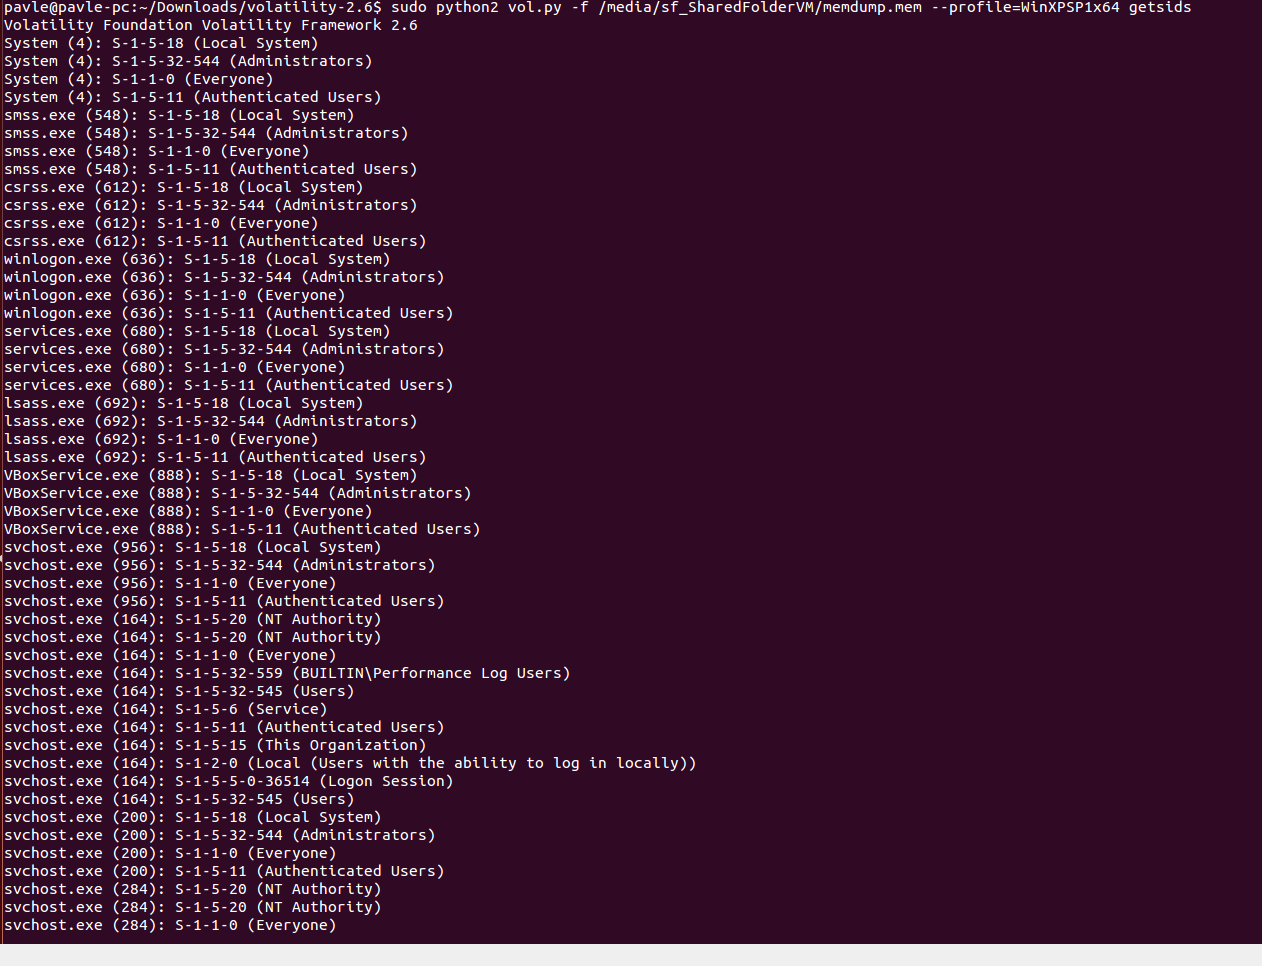 pavle@pavle-pc:~/Downloads/volatility-2.6$ sudo python2 vol.py -f /media/sf_SharedFolderVM/memdump.mem --profile=WinXPSP1x64 getsids
Volatility Foundation Volatility Framework 2.6
System (4): S-1-5-18 (Local System)
System (4): S-1-5-32-544 (Administrators)
System (4): S-1-1-0 (Everyone)
System (4): S-1-5-11 (Authenticated Users)
smss.exe (548): S-1-5-18 (Local System)
smss.exe (548): S-1-5-32-544 (Administrators)
smss.exe (548): S-1-1-0 (Everyone)
smss.exe (548): S-1-5-11 (Authenticated Users)
csrss.exe (612): S-1-5-18 (Local System)
csrss.exe (612): S-1-5-32-544 (Administrators)
csrss.exe (612): S-1-1-0 (Everyone)
csrss.exe (612): S-1-5-11 (Authenticated Users)
winlogon.exe (636): S-1-5-18 (Local System)
winlogon.exe (636): S-1-5-32-544 (Administrators)
winlogon.exe (636): S-1-1-0 (Everyone)
winlogon.exe (636): S-1-5-11 (Authenticated Users)
services.exe (680): S-1-5-18 (Local System)
services.exe (680): S-1-5-32-544 (Administrators)
services.exe (680): S-1-1-0 (Everyone)
services.exe (680): S-1-5-11 (Authenticated Users)
lsass.exe (692): S-1-5-18 (Local System)
lsass.exe (692): S-1-5-32-544 (Administrators)
lsass.exe (692): S-1-1-0 (Everyone)
lsass.exe (692): S-1-5-11 (Authenticated Users)
VBoxService.exe (888): S-1-5-18 (Local System)
VBoxService.exe (888): S-1-5-32-544 (Administrators)
VBoxService.exe (888): S-1-1-0 (Everyone)
VBoxService.exe (888): S-1-5-11 (Authenticated Users)
svchost.exe (956): S-1-5-18 (Local System)
svchost.exe (956): S-1-5-32-544 (Administrators)
svchost.exe (956): S-1-1-0 (Everyone)
svchost.exe (956): S-1-5-11 (Authenticated Users)
svchost.exe (164): S-1-5-20 (NT Authority)
svchost.exe (164): S-1-5-20 (NT Authority)
svchost.exe (164): S-1-1-0 (Everyone)
svchost.exe (164): S-1-5-32-559 (BUILTIN\Performance Log Users)
svchost.exe (164): S-1-5-32-545 (Users)
svchost.exe (164): S-1-5-6 (Service)
svchost.exe (164): S-1-5-11 (Authenticated Users)
svchost.exe (164): S-1-5-15 (This Organization)
svchost.exe (164): S-1-2-0 (Local (Users with the ability to log in locally))
svchost.exe (164): S-1-5-5-0-36514 (Logon Session)
svchost.exe (164): S-1-5-32-545 (Users)
svchost.exe (200): S-1-5-18 (Local System)
svchost.exe (200): S-1-5-32-544 (Administrators)
svchost.exe (200): S-1-1-0 (Everyone)
svchost.exe (200): S-1-5-11 (Authenticated Users)
svchost.exe (284): S-1-5-20 (NT Authority)
svchost.exe (284): S-1-5-20 (NT Authority)
svchost.exe (284): S-1-1-0 (Everyone)